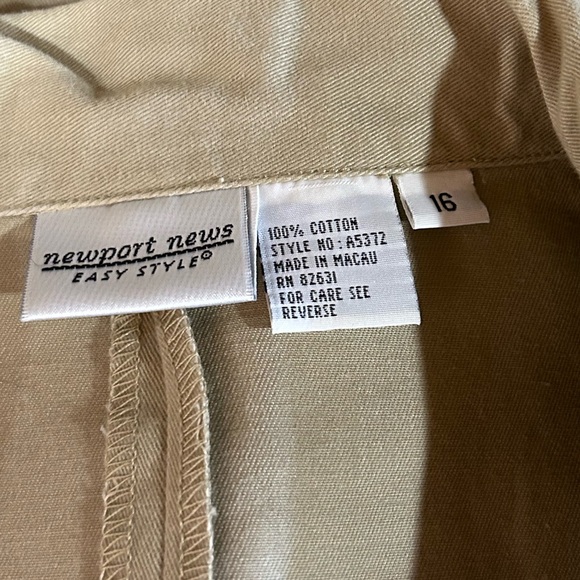 newport news
EASY STYLE®
100% COTTON
STYLE NO: A5372
MADE IN MACAU
RN 82631
FOR CARE SEE
REVERSE
16